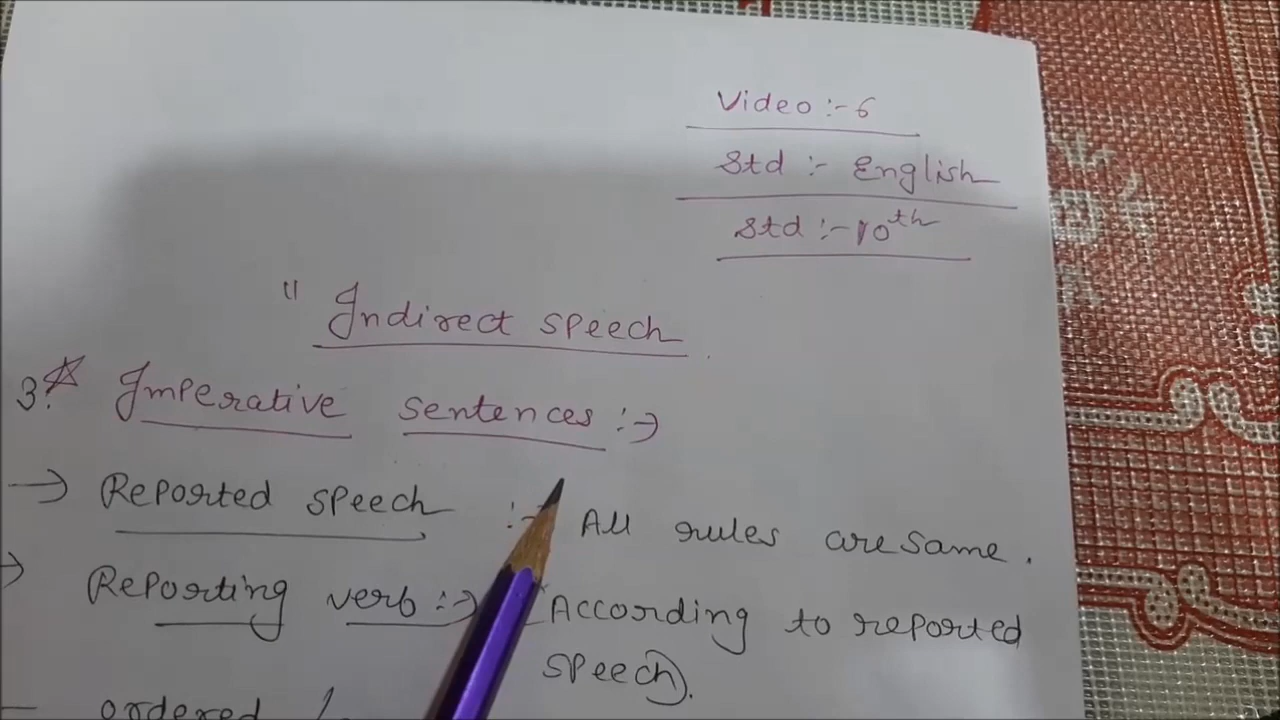 Video :- 6
Std :- English
Std :- 10th
" Indirect speech
3. Imperative sentences :→
→ Reported speech :- All rules are same.
→ Reporting verb :→ (According to reported
speech).
ordered /